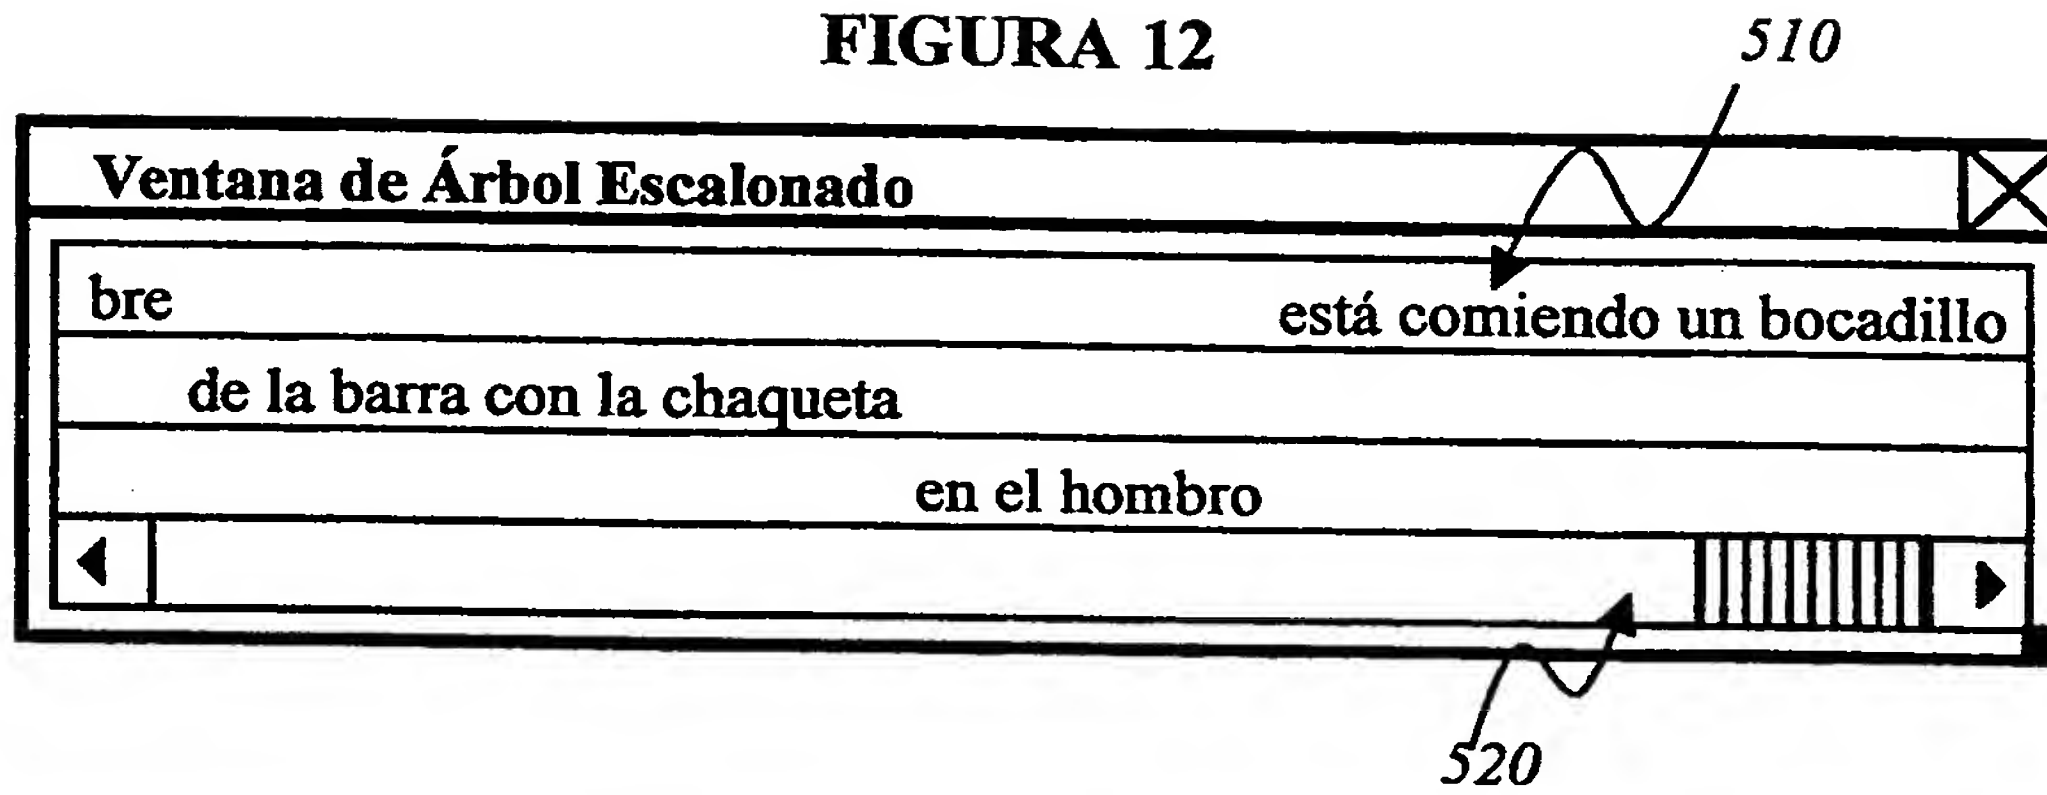 FIGURA 12
510
Ventana de Árbol Escalonado
bre está comiendo un bocadillo
de la barra con la chaqueta
en el hombro
520